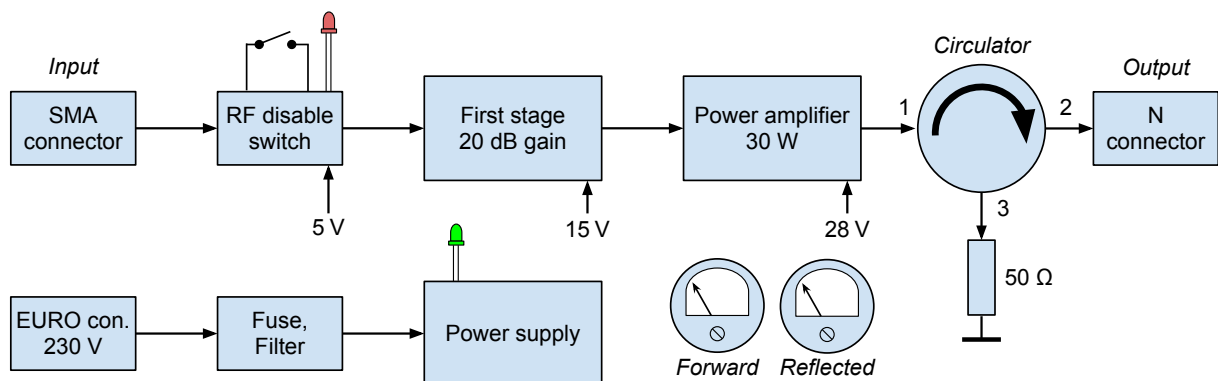 Input
SMA
connector
RF disable
switch
5 V
First stage
20 dB gain
15 V
Power amplifier
30 W
28 V
Circulator
1
2
3
50 Ω
Output
N
connector
EURO con.
230 V
Fuse,
Filter
Power supply
Forward
Reflected